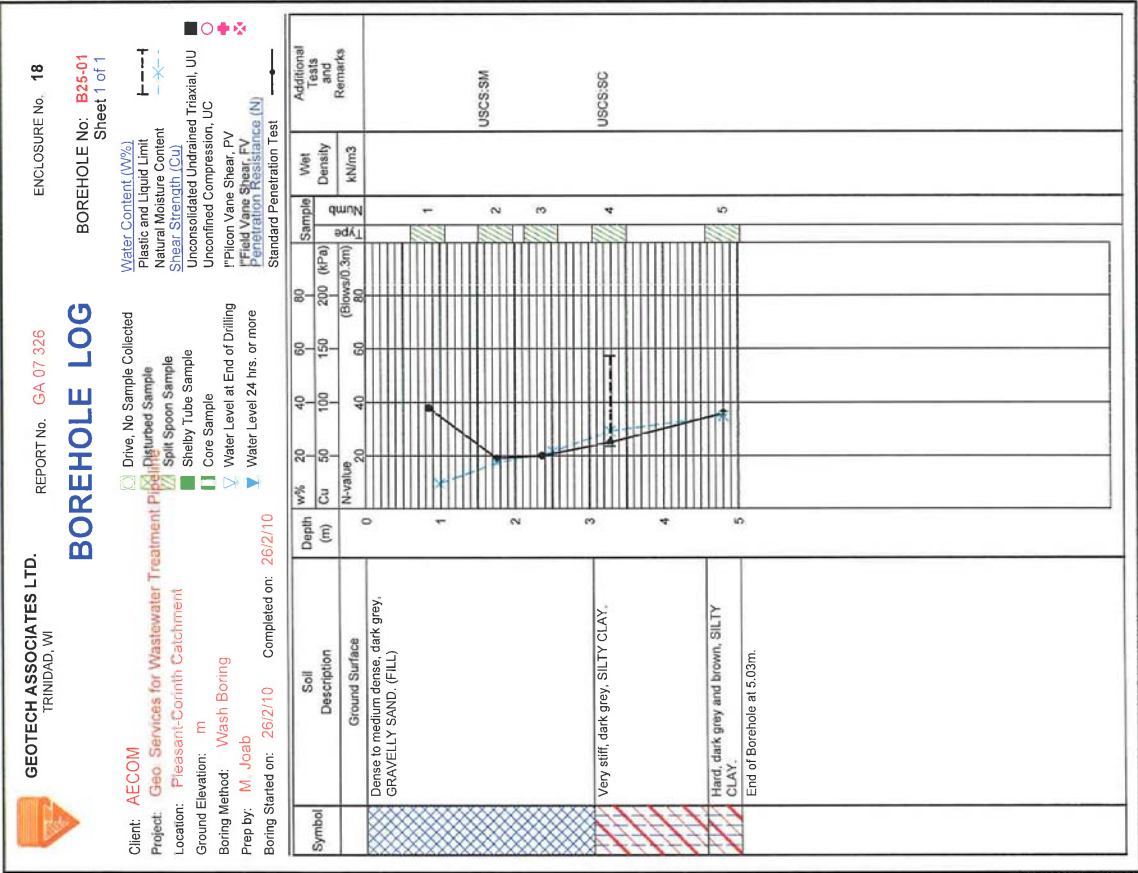 GEOTECH ASSOCIATES LTD.
TRINIDAD, WI
REPORT No. GA 07 326
ENCLOSURE No. 18
BOREHOLE LOG
BOREHOLE No: B25-01
Sheet 1 of 1
Client: AECOM
Project: Geo. Services for Wastewater Treatment Pipeline
Location: Pleasant-Corinth Catchment
Ground Elevation: m
Boring Method: Wash Boring
Prep by: M. Joab
Boring Started on: 26/2/10 Completed on: 26/2/10
Drive, No Sample Collected
Disturbed Sample
Split Spoon Sample
Shelby Tube Sample
Core Sample
Water Level at End of Drilling
Water Level 24 hrs. or more
Water Content (W%)
Plastic and Liquid Limit
Natural Moisture Content
Shear Strength (Cu)
Unconsolidated Undrained Triaxial, UU
Unconfined Compression, UC
!"Pilcon Vane Shear, PV
!"Field Vane Shear, FV
Penetration Resistance (N)
Standard Penetration Test
Symbol
Soil
Description
Depth
(m)
w% 20 40 60 80
Cu 50 100 150 200 (kPa)
N-value 20 40 60 80 (Blows/0.3m)
Sample
Type
Numb
Wet
Density
kN/m3
Additional
Tests
and
Remarks
Ground Surface
0
Dense to medium dense, dark grey,
GRAVELLY SAND. (FILL)
1
1
2
USCS:SM
2
3
3
Very stiff, dark grey, SILTY CLAY.
4
USCS:SC
4
Hard, dark grey and brown, SILTY
CLAY.
5
5
End of Borehole at 5.03m.